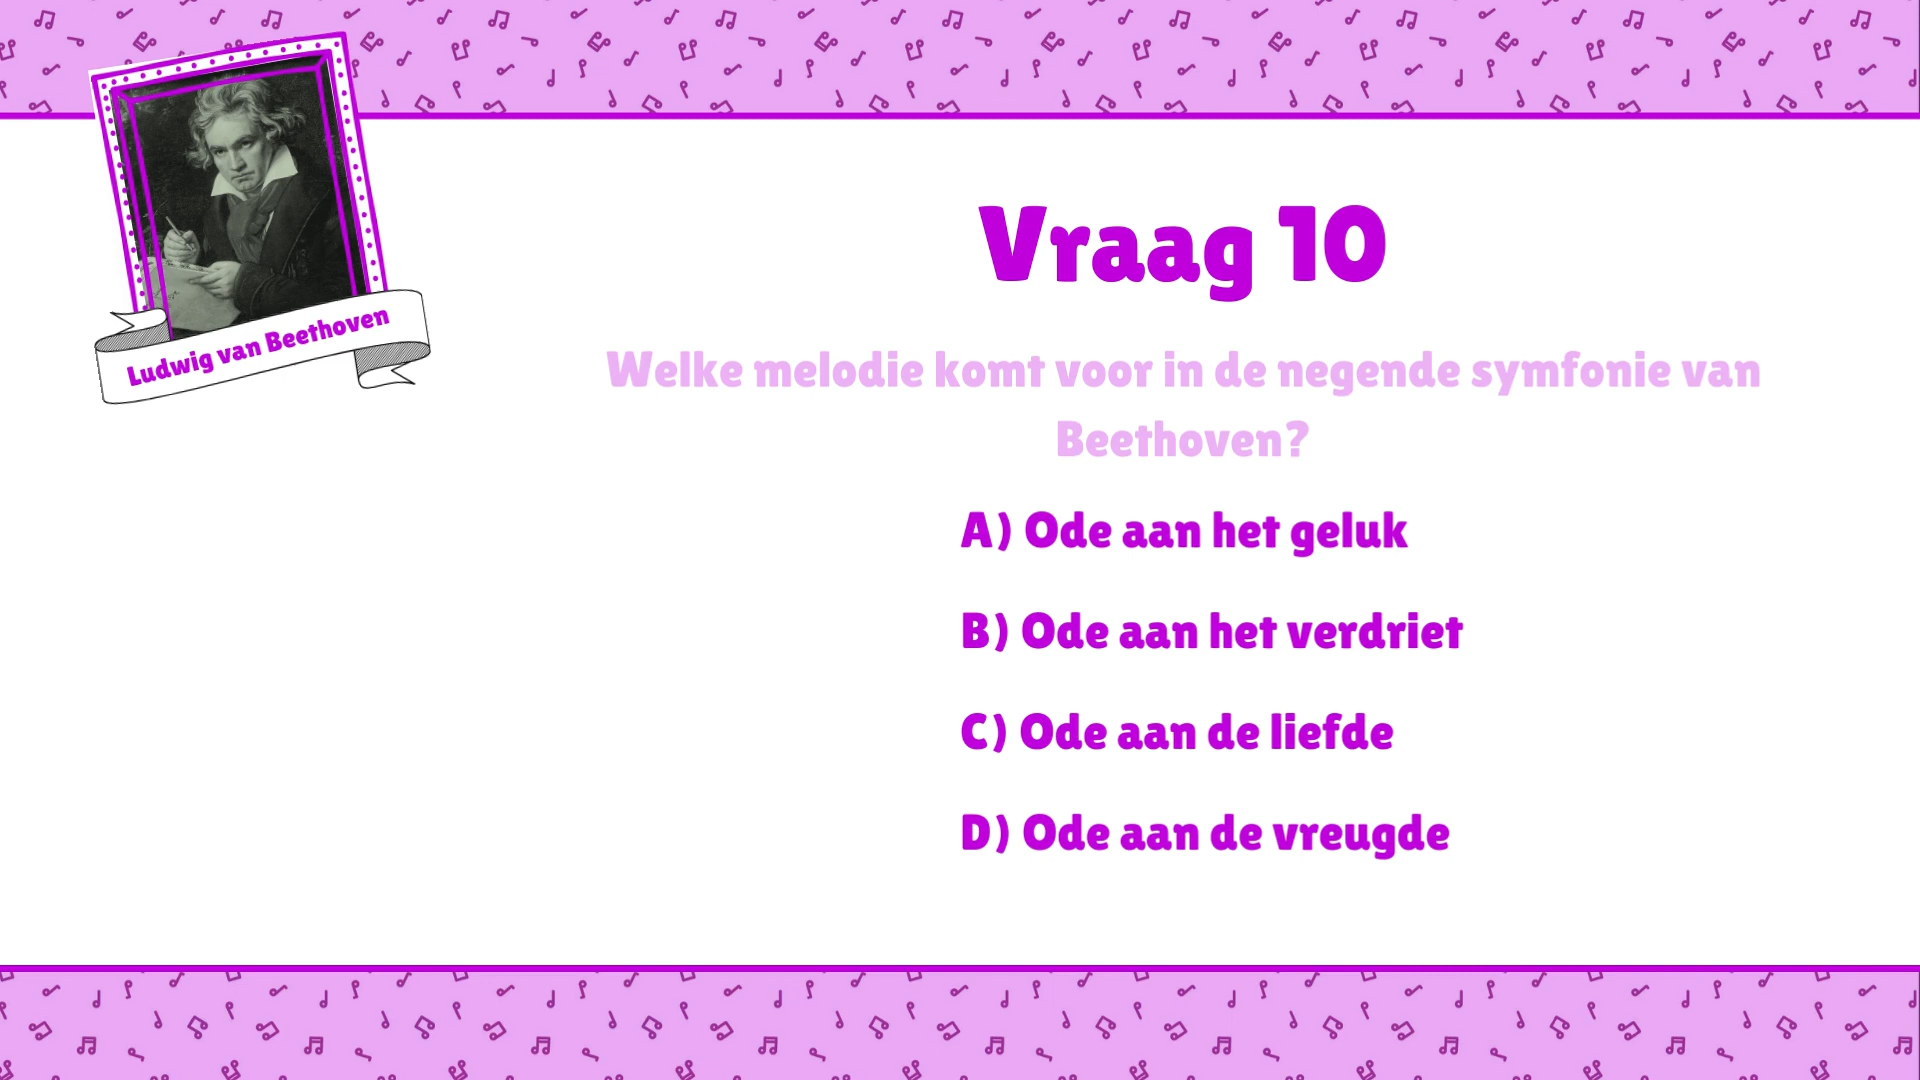 Ludwig van Beethoven
Vraag 10
Welke melodie komt voor in de negende symfonie van
Beethoven?
A) Ode aan het geluk
B) Ode aan het verdriet
C) Ode aan de liefde
D) Ode aan de vreugde